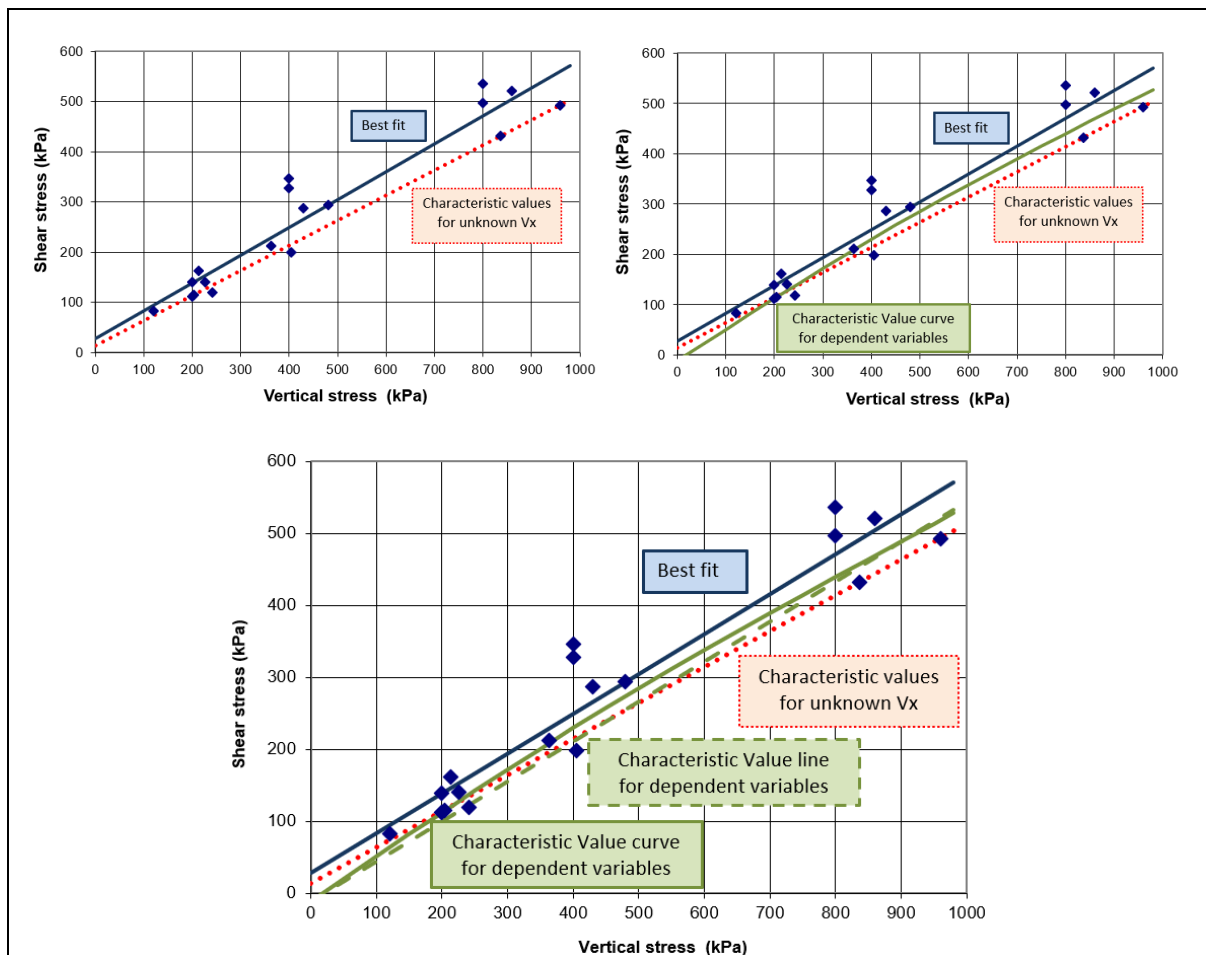 600
500
400
300
200
100
0
0 100 200 300 400 500 600 700 800 900 1000
Shear stress (kPa)
Vertical stress (kPa)
Best fit
Characteristic values
for unknown Vx
600
500
400
300
200
100
0
0 100 200 300 400 500 600 700 800 900 1000
Shear stress (kPa)
Vertical stress (kPa)
Best fit
Characteristic values
for unknown Vx
Characteristic Value curve
for dependent variables
600
500
400
300
200
100
0
0 100 200 300 400 500 600 700 800 900 1000
Shear stress (kPa)
Vertical stress (kPa)
Best fit
Characteristic values
for unknown Vx
Characteristic Value line
for dependent variables
Characteristic Value curve
for dependent variables